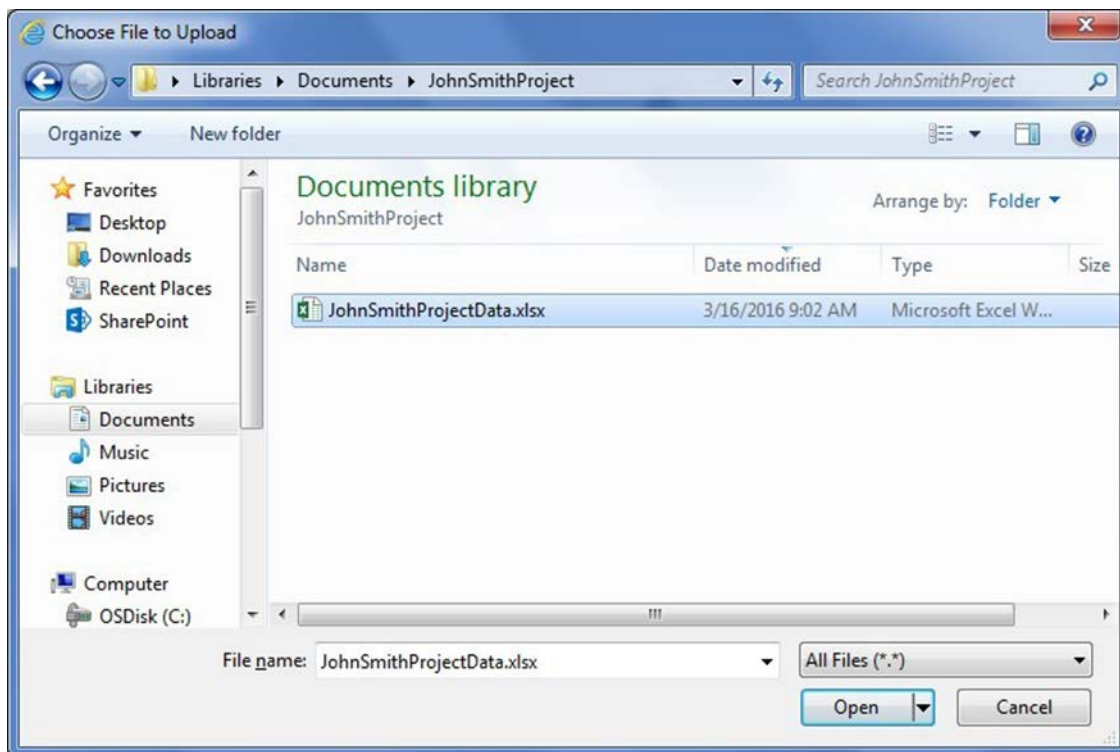 Choose File to Upload
Libraries Documents JohnSmithProject Search JohnSmithProject
Organize New folder
Favorites
Desktop
Downloads
Recent Places
SharePoint
Libraries
Documents
Music
Pictures
Videos
Computer
OSDisk (C:)
Documents library
JohnSmithProject
Arrange by: Folder
Name Date modified Type Size
JohnSmithProjectData.xlsx 3/16/2016 9:02 AM Microsoft Excel W...
File name: JohnSmithProjectData.xlsx All Files (*.*)
Open Cancel